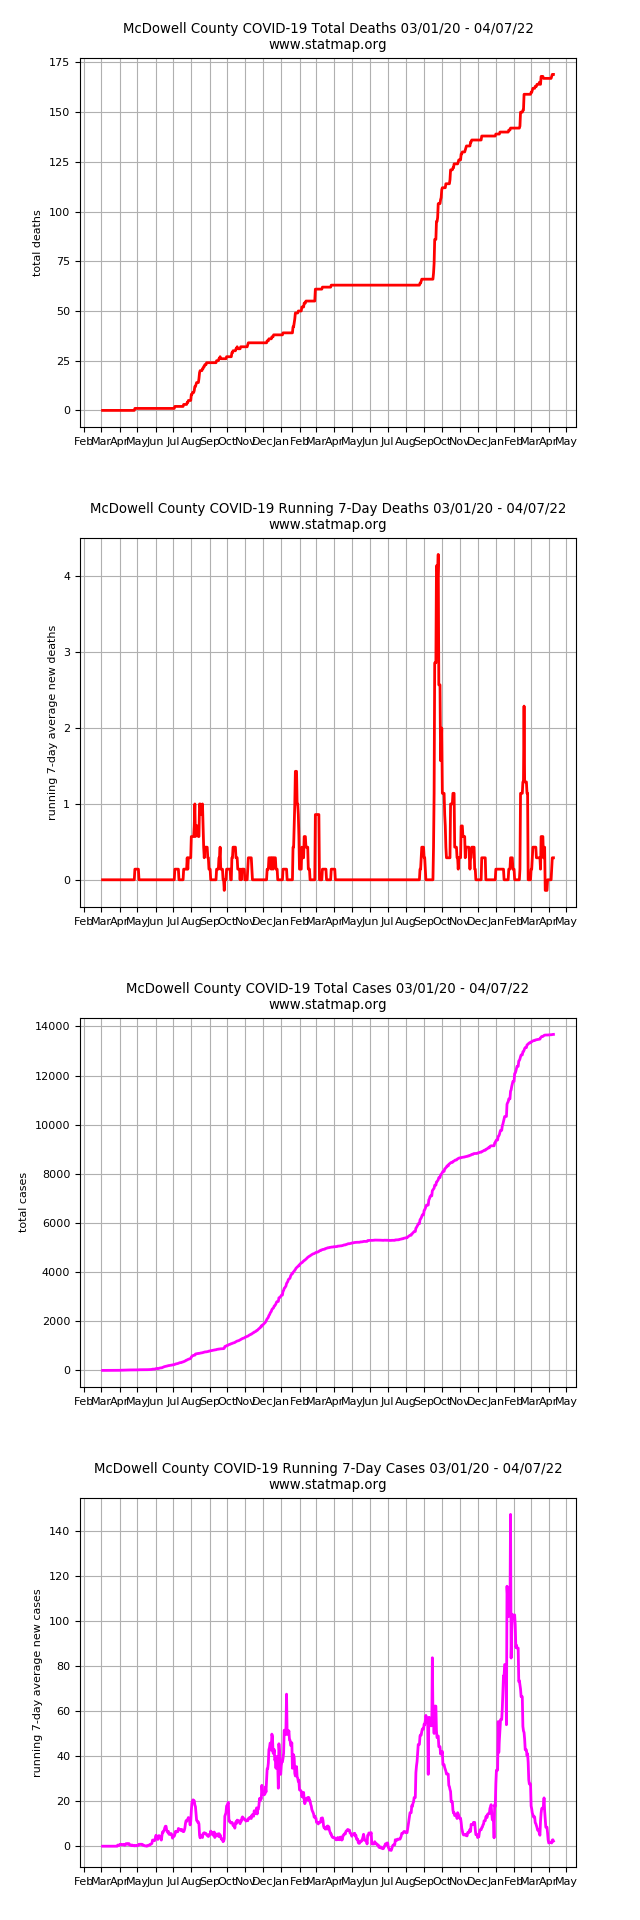 McDowell County COVID-19 Total Deaths 03/01/20 - 04/07/22
www.statmap.org
175
150
125
100
75
50
25
0
total deaths
Feb Mar Apr May Jun Jul Aug Sep Oct Nov Dec Jan Feb Mar Apr May Jun Jul Aug Sep Oct Nov Dec Jan Feb Mar Apr May
McDowell County COVID-19 Running 7-Day Deaths 03/01/20 - 04/07/22
www.statmap.org
4
3
2
1
0
running 7-day average new deaths
Feb Mar Apr May Jun Jul Aug Sep Oct Nov Dec Jan Feb Mar Apr May Jun Jul Aug Sep Oct Nov Dec Jan Feb Mar Apr May
McDowell County COVID-19 Total Cases 03/01/20 - 04/07/22
www.statmap.org
14000
12000
10000
8000
6000
4000
2000
0
total cases
Feb Mar Apr May Jun Jul Aug Sep Oct Nov Dec Jan Feb Mar Apr May Jun Jul Aug Sep Oct Nov Dec Jan Feb Mar Apr May
McDowell County COVID-19 Running 7-Day Cases 03/01/20 - 04/07/22
www.statmap.org
140
120
100
80
60
40
20
0
running 7-day average new cases
Feb Mar Apr May Jun Jul Aug Sep Oct Nov Dec Jan Feb Mar Apr May Jun Jul Aug Sep Oct Nov Dec Jan Feb Mar Apr May